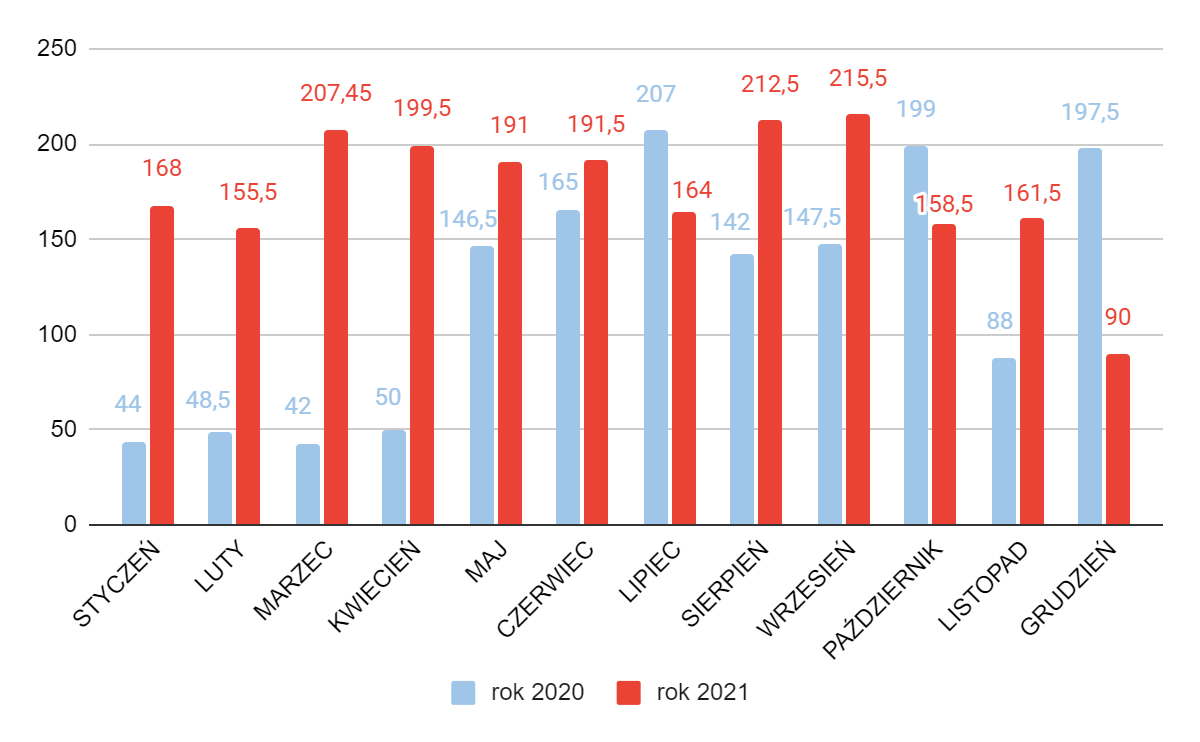 250
207,45
199,5
191
191,5
207
212,5
215,5
199
197,5
200
168
155,5
165
164
158,5
161,5
150
146,5
142
147,5
100
88
90
50
44
48,5
42
50
0
STYCZEŃ
LUTY
MARZEC
KWIECIEŃ
MAJ
CZERWIEC
LIPIEC
SIERPIEŃ
WRZESIEŃ
PAŹDZIERNIK
LISTOPAD
GRUDZIEŃ
rok 2020
rok 2021